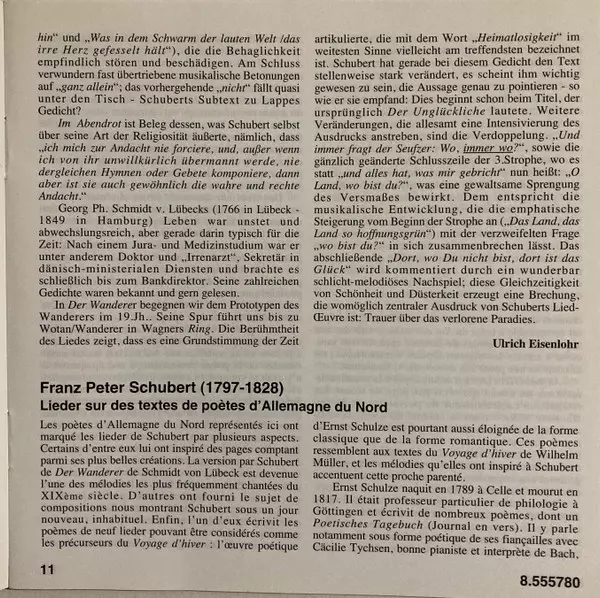 hin“ und „Was in dem Schwarm der lauten Welt /das
irre Herz gefesselt hält“), die die Behaglichkeit
empfindlich stören und beschädigen. Am Schluss
verwundern fast übertriebene musikalische Betonungen
auf „ganz allein“; das vorhergehende „nicht“ fällt quasi
unter den Tisch - Schuberts Subtext zu Lappes
Gedicht?
Im Abendrot ist Beleg dessen, was Schubert selbst
über seine Art der Religiosität äußerte, nämlich, dass
„ich mich zur Andacht nie forciere, und, außer wenn
ich von ihr unwillkürlich übermannt werde, nie
dergleichen Hymnen oder Gebete komponiere, dann
aber ist sie auch gewöhnlich die wahre und rechte
Andacht.“
Georg Ph. Schmidt v. Lübecks (1766 in Lübeck -
1849 in Hamburg) Leben war unstet und
abwechslungsreich, aber gerade darin typisch für die
Zeit: Nach einem Jura- und Medizinstudium war er
unter anderem Doktor und „Irrenarzt“, Sekretär in
dänisch-ministerialen Diensten und brachte es
schließlich bis zum Bankdirektor. Seine zahlreichen
Gedichte waren bekannt und gern gelesen.
In Der Wanderer begegnen wir dem Prototypen des
Wanderers im 19.Jh.. Seine Spur führt uns bis zu
Wotan/Wanderer in Wagners Ring. Die Berühmtheit
des Liedes zeigt, dass es eine Grundstimmung der Zeit
artikulierte, die mit dem Wort „Heimatlosigkeit“ im
weitesten Sinne vielleicht am treffendsten bezeichnet
ist. Schubert hat gerade bei diesem Gedicht den Text
stellenweise stark verändert, es scheint ihm wichtig
gewesen zu sein, die Aussage genau zu pointieren - so
wie er sie empfand: Dies beginnt schon beim Titel, der
ursprünglich Der Unglückliche lautete. Weitere
Veränderungen, die allesamt eine Intensivierung des
Ausdrucks anstreben, sind die Verdoppelung. „Und
immer fragt der Seufzer: Wo, immer wo?“, sowie die
gänzlich geänderte Schlusszeile der 3.Strophe, wo es
statt „und alles hat, was mir gebricht“ nun heißt: „O
Land, wo bist du?“, was eine gewaltsame Sprengung
des Versmaßes bewirkt. Dem entspricht die
musikalische Entwicklung, die die emphatische
Steigerung vom Beginn der Strophe an („Das Land, das
Land so hoffnungsgrün“) mit der verzweifelten Frage
„wo bist du?“ in sich zusammenbrechen lässt. Das
abschließende „Dort, wo Du nicht bist, dort ist das
Glück“ wird kommentiert durch ein wunderbar
schlicht-melodiöses Nachspiel; diese Gleichzeitigkeit
von Schönheit und Düsterkeit erzeugt eine Brechung,
die womöglich zentraler Ausdruck von Schuberts Lied-
Œuvre ist: Trauer über das verlorene Paradies.
Ulrich Eisenlohr
Franz Peter Schubert (1797-1828)
Lieder sur des textes de poètes d’Allemagne du Nord
Les poètes d’Allemagne du Nord représentés ici ont
marqué les lieder de Schubert par plusieurs aspects.
Certains d’entre eux lui ont inspiré des pages comptant
parmi ses plus belles créations. La version par Schubert
de Der Wanderer de Schmidt von Lübeck est devenue
l’une des mélodies les plus fréquemment chantées du
XIXème siècle. D’autres ont fourni le sujet de
compositions nous montrant Schubert sous un jour
nouveau, inhabituel. Enfin, l’un d’eux écrivit les
poèmes de neuf lieder pouvant être considérés comme
les précurseurs du Voyage d’hiver : l’œuvre poétique
d’Ernst Schulze est pourtant aussi éloignée de la forme
classique que de la forme romantique. Ces poèmes
ressemblent aux textes du Voyage d’hiver de Wilhelm
Müller, et les mélodies qu’elles ont inspiré à Schubert
accentuent cette proche parenté.
Ernst Schulze naquit en 1789 à Celle et mourut en
1817. Il était professeur particulier de philologie à
Göttingen et écrivit de nombreux poèmes, dont un
Poetisches Tagebuch (Journal en vers). Il y parle
notamment sous forme poétique de ses fiançailles avec
Cäcilie Tychsen, bonne pianiste et interprète de Bach,
11
8.555780